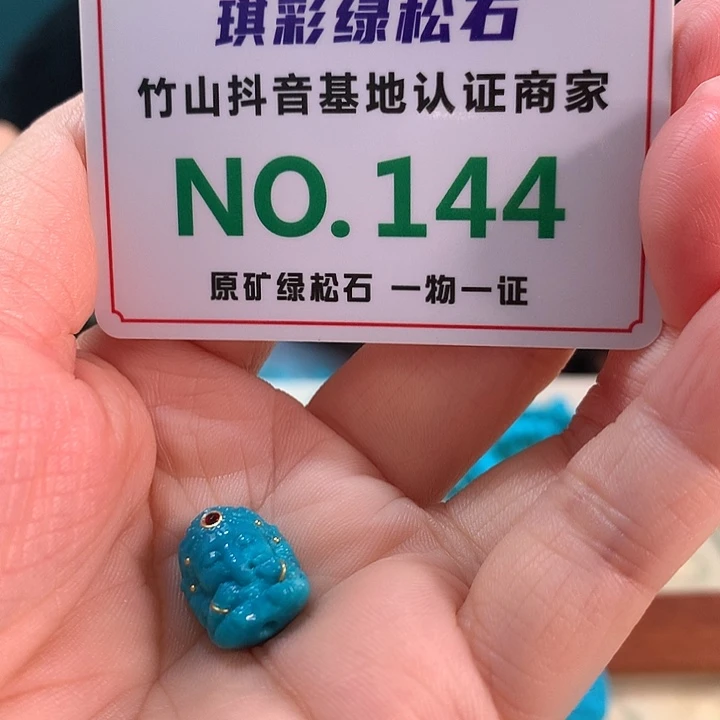 琪彩绿松石
竹山抖音基地认证商家
NO.144
原矿绿松石 一物一证